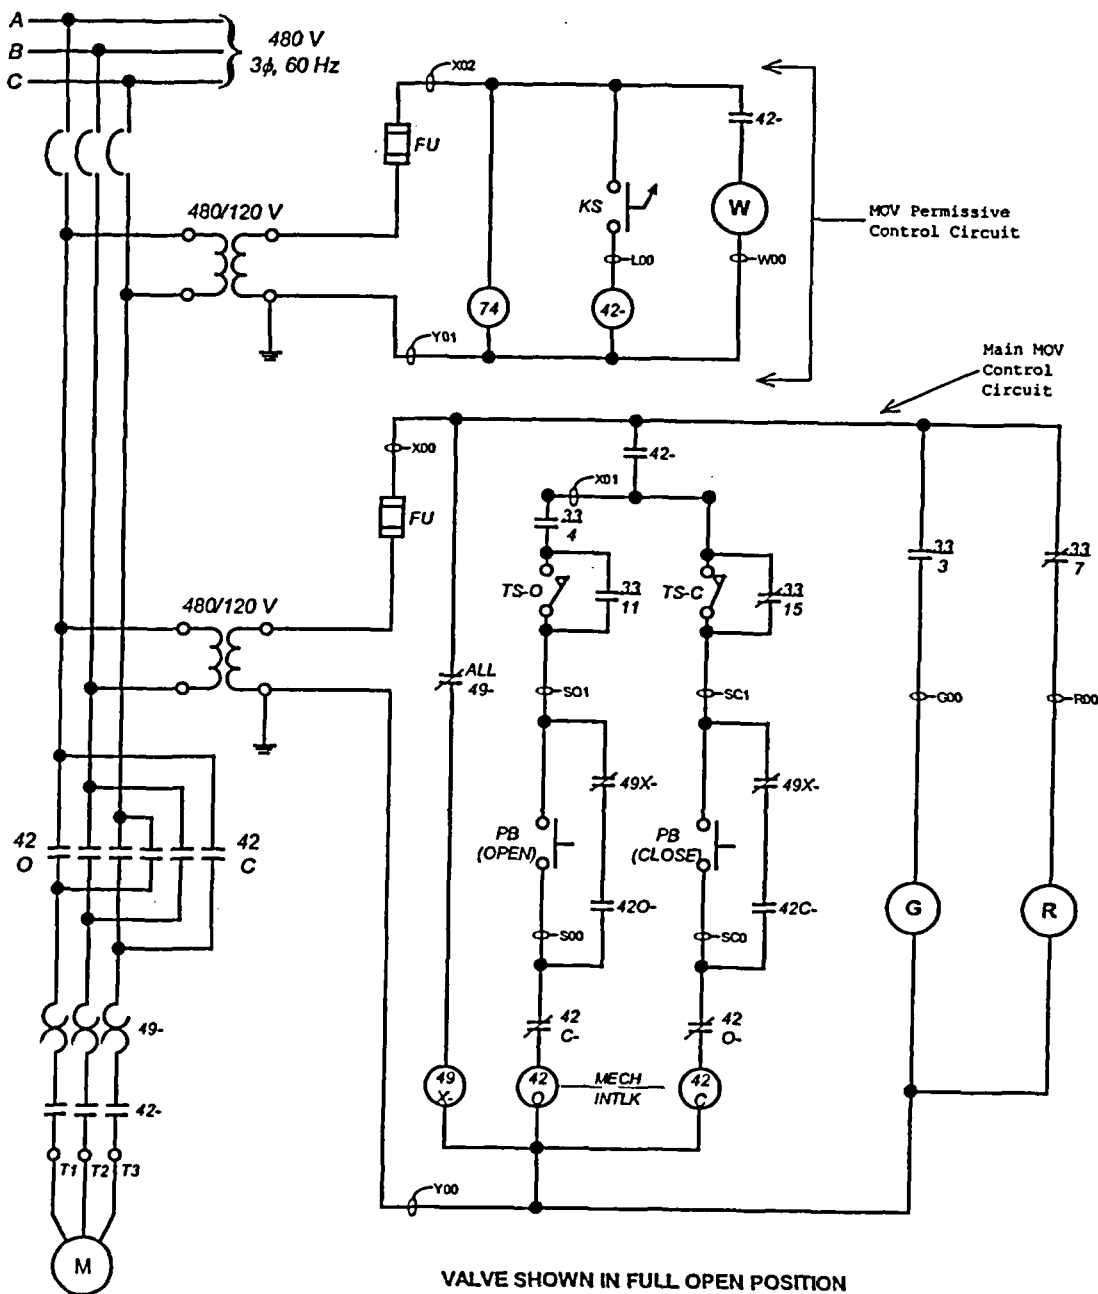 A
B
C
480 V
3ϕ, 60 Hz
X02
FU
42-
KS
W
MOV Permissive
Control Circuit
480/120 V
L00
W00
74
42-
Y01
Main MOV
Control
Circuit
X00
42-
X01
FU
33
4
33
3
33
7
TS-O
33
11
TS-C
33
15
480/120 V
ALL
49-
SO1
SC1
G00
R00
49X-
49X-
42
O
42
C
PB
(OPEN)
PB
(CLOSE)
42O-
42C-
G
R
S00
SC0
49-
42
C-
42
O-
49
X-
42
O
MECH
INTLK
42
C
42-
T1
T2
T3
Y00
M
VALVE SHOWN IN FULL OPEN POSITION